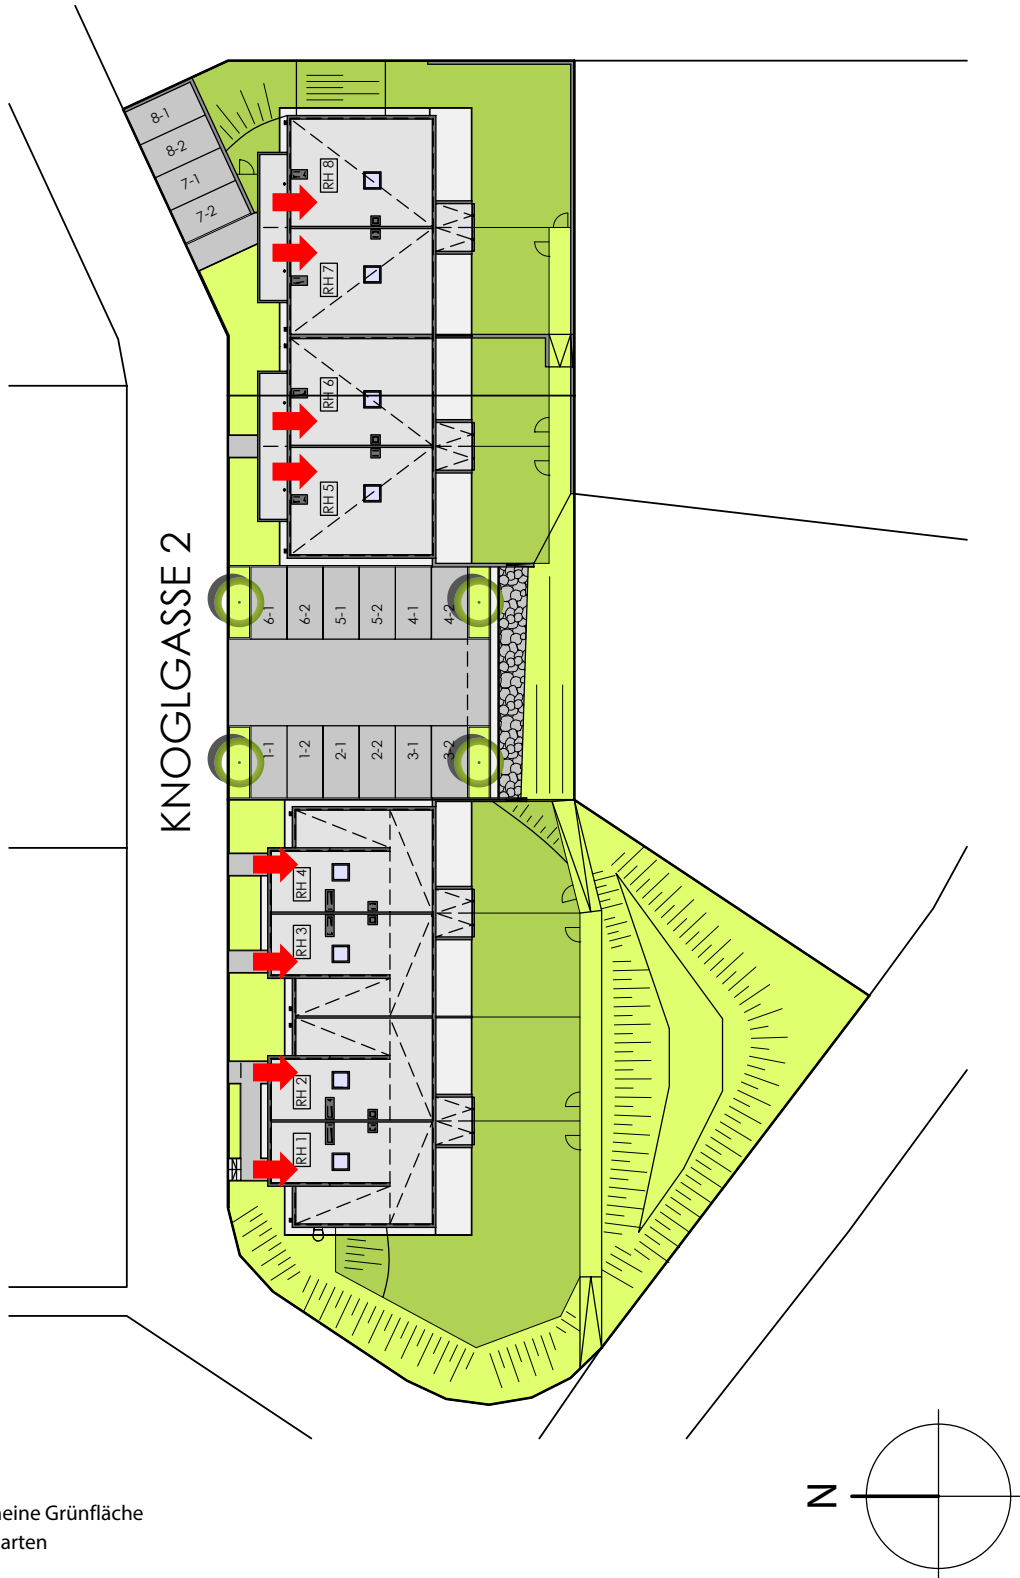 8-1
8-2
7-1
7-2
RH 8
RH 7
RH 6
RH 5
KNOGLGASSE 2
6-1
6-2
5-1
5-2
4-1
4-2
1-1
1-2
2-1
2-2
3-1
3-2
RH 4
RH 3
RH 2
RH 1
N
eine Grünfläche
arten